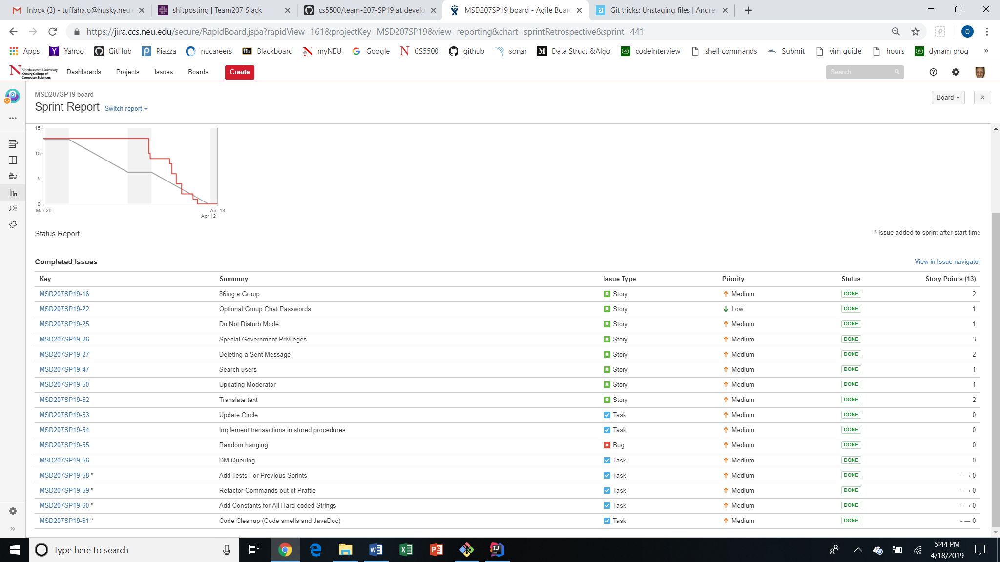 Inbox (3) - tuffaha.o@husky.neu.e
shitposting | Team207 Slack
cs5500/team-207-SP19 at develo
MSD207SP19 board - Agile Boar
Git tricks: Unstaging files | Andre
https://jira.ccs.neu.edu/secure/RapidBoard.jspa?rapidView=161&projectKey=MSD207SP19&view=reporting&chart=sprintRetrospective&sprint=441
O
Apps Yahoo GitHub Piazza nucareers Blackboard myNEU Google CS5500 github sonar Data Struct &Algo codeinterview shell commands Submit vim guide hours dynam prog »
Northeastern University
Khoury College of
Computer Sciences
Dashboards Projects Issues Boards Create Search
MSD207SP19 board
Sprint Report Switch report
Board
15
10
5
0
Mar 29 Apr 13
Apr 12
Status Report
* Issue added to sprint after start time
Completed Issues
View in Issue navigator
Key Summary Issue Type Priority Status Story Points (13)
MSD207SP19-16 86ing a Group Story Medium DONE 2
MSD207SP19-22 Optional Group Chat Passwords Story Low DONE 1
MSD207SP19-25 Do Not Disturb Mode Story Medium DONE 1
MSD207SP19-26 Special Government Privileges Story Medium DONE 3
MSD207SP19-27 Deleting a Sent Message Story Medium DONE 2
MSD207SP19-47 Search users Story Medium DONE 1
MSD207SP19-50 Updating Moderator Story Medium DONE 1
MSD207SP19-52 Translate text Story Medium DONE 2
MSD207SP19-53 Update Circle Task Medium DONE 0
MSD207SP19-54 Implement transactions in stored procedures Task Medium DONE 0
MSD207SP19-55 Random hanging Bug Medium DONE 0
MSD207SP19-56 DM Queuing Task Medium DONE 0
MSD207SP19-58 * Add Tests For Previous Sprints Task Medium DONE - → 0
MSD207SP19-59 * Refactor Commands out of Prattle Task Medium DONE - → 0
MSD207SP19-60 * Add Constants for All Hard-coded Strings Task Medium DONE - → 0
MSD207SP19-61 * Code Cleanup (Code smells and JavaDoc) Task Medium DONE - → 0
Type here to search
5:44 PM
4/18/2019